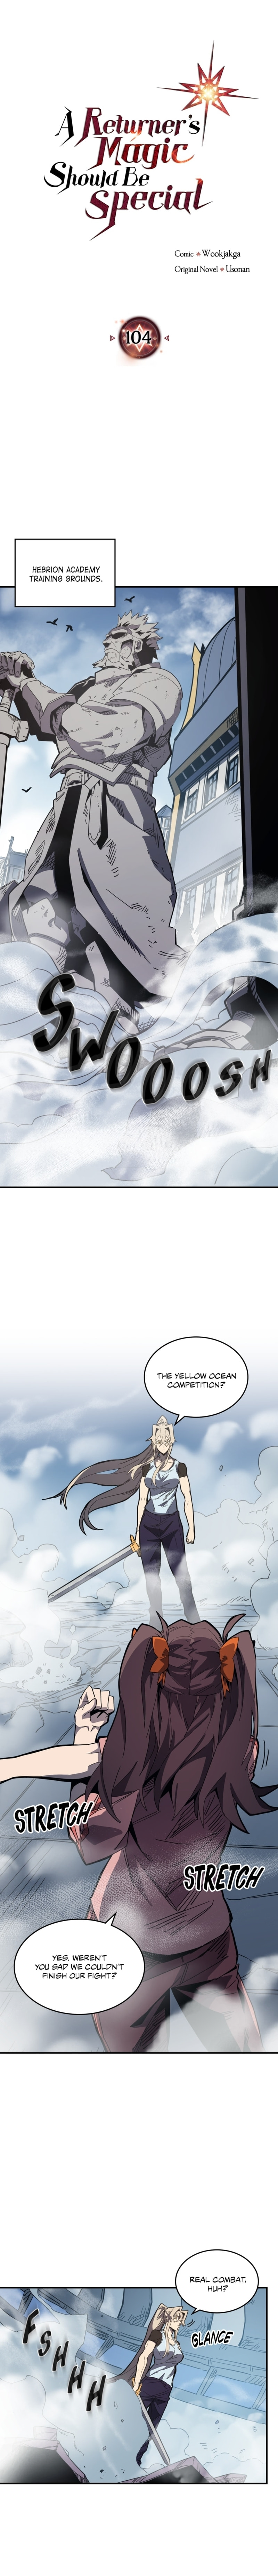 A Returner's
Magic
Should Be
Special
Comic Wookjakga
Original Novel Usonan
104
HEBRION ACADEMY
TRAINING GROUNDS.
SWOOOSH
THE YELLOW OCEAN
COMPETITION?
STRETCH
STRETCH
YES. WEREN'T
YOU SAD WE COULDN'T
FINISH OUR FIGHT?
REAL COMBAT,
HUH?
GLANCE
FSHHH